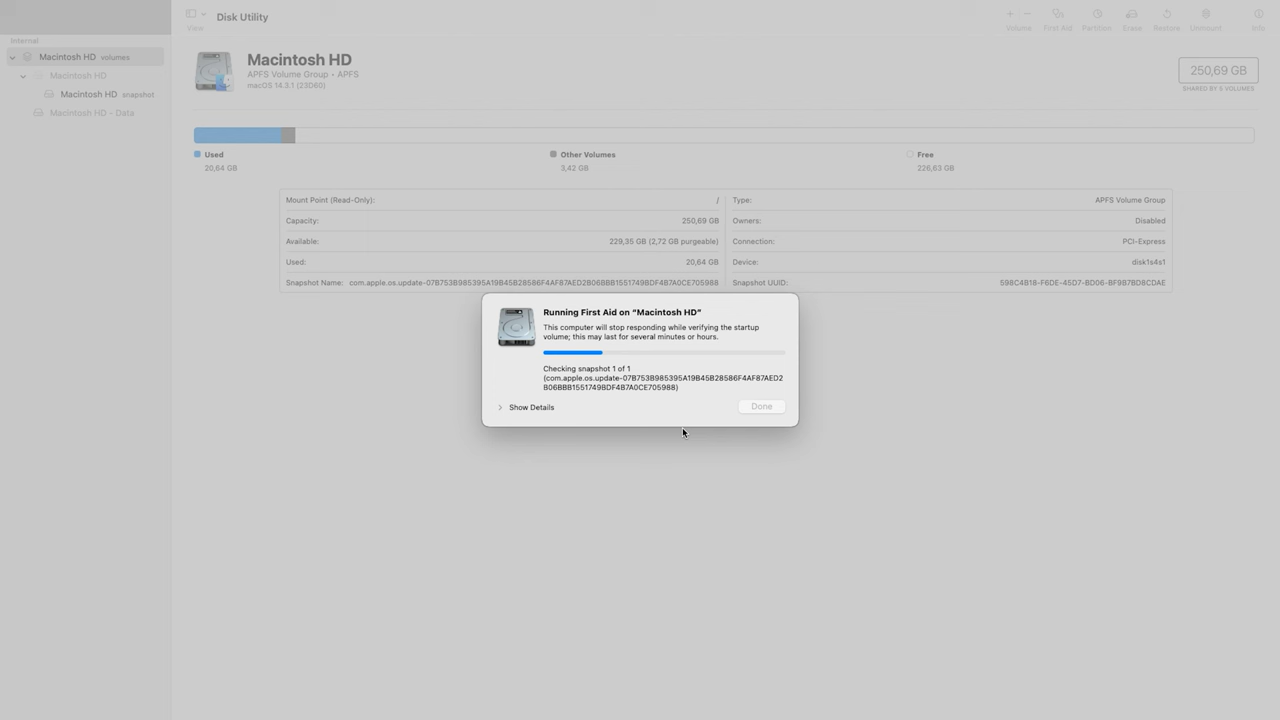 Disk Utility
View
Volume
First Aid
Partition
Erase
Restore
Unmount
Info
Internal
Macintosh HD volumes
Macintosh HD
Macintosh HD snapshot
Macintosh HD - Data
Macintosh HD
APFS Volume Group • APFS
macOS 14.3.1 (23D60)
250,69 GB
SHARED BY 5 VOLUMES
Used
20,64 GB
Other Volumes
3,42 GB
Free
226,63 GB
Mount Point (Read-Only): /
Capacity: 250,69 GB
Available: 229,35 GB (2,72 GB purgeable)
Used: 20,64 GB
Snapshot Name: com.apple.os.update-07B753B985395A19B45B28586F4AF87AED2B06BBB1551749BDF4B7A0CE705988
Type: APFS Volume Group
Owners: Disabled
Connection: PCI-Express
Device: disk1s4s1
Snapshot UUID: 598C4B18-F6DE-45D7-BD06-BF9B7BD8CDAE
Running First Aid on “Macintosh HD”
This computer will stop responding while verifying the startup
volume; this may last for several minutes or hours.
Checking snapshot 1 of 1
(com.apple.os.update-07B753B985395A19B45B28586F4AF87AED2
B06BBB1551749BDF4B7A0CE705988)
Show Details
Done